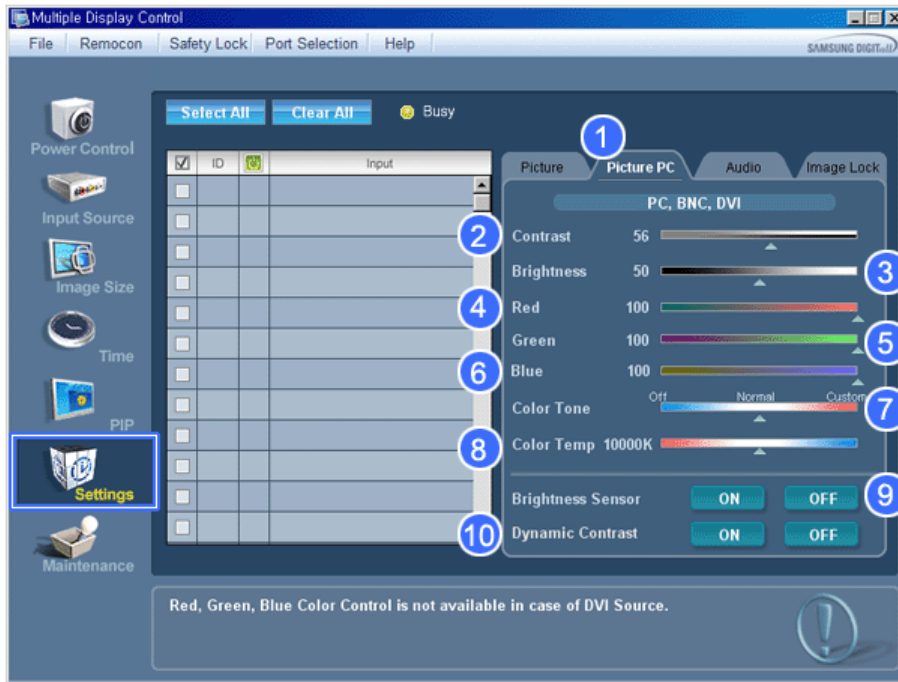 Multiple Display Control
File Remocon Safety Lock Port Selection Help
SAMSUNG DIGITall
Select All Clear All Busy
Power Control
Input Source
Image Size
Time
PIP
Settings
Maintenance
ID Input
1
Picture Picture PC Audio Image Lock
PC, BNC, DVI
2 Contrast 56
Brightness 50 3
4 Red 100
Green 100 5
6 Blue 100
Off Normal Custom
Color Tone 7
8 Color Temp 10000K
Brightness Sensor ON OFF 9
10 Dynamic Contrast ON OFF
Red, Green, Blue Color Control is not available in case of DVI Source.